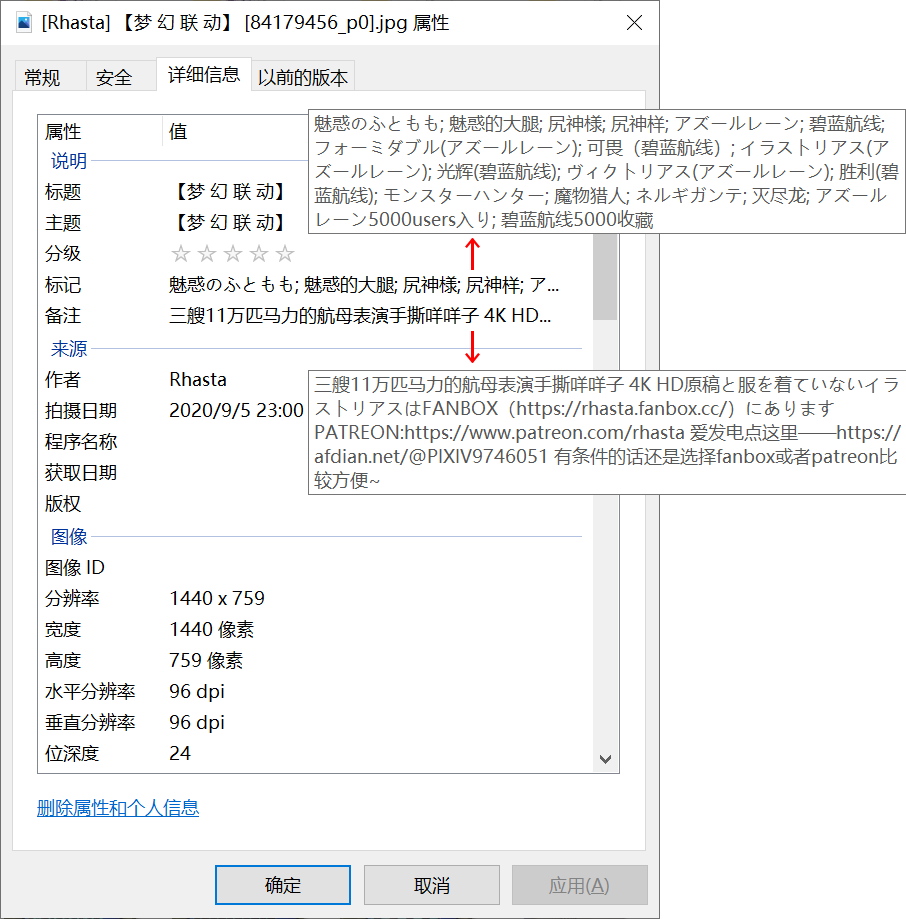 [Rhasta] 【梦 幻 联 动】 [84179456_p0].jpg 属性
常规 安全 详细信息 以前的版本
属性 值
说明
标题 【梦 幻 联 动】
主题 【梦 幻 联 动】
分级 ☆ ☆ ☆ ☆ ☆
标记 魅惑のふともも; 魅惑的大腿; 尻神様; 尻神样; ア...
备注 三艘11万匹马力的航母表演手撕咩咩子 4K HD...
魅惑のふともも; 魅惑的大腿; 尻神様; 尻神样; アズールレーン; 碧蓝航线;
フォーミダブル(アズールレーン); 可畏（碧蓝航线）; イラストリアス(ア
ズールレーン); 光辉(碧蓝航线); ヴィクトリアス(アズールレーン); 胜利(碧
蓝航线); モンスターハンター; 魔物猎人; ネルギガンテ; 灭尽龙; アズール
レーン5000users入り; 碧蓝航线5000收藏
来源
作者 Rhasta
拍摄日期 2020/9/5 23:00
程序名称
获取日期
版权
三艘11万匹马力的航母表演手撕咩咩子 4K HD原稿と服を着ていないイラ
ストリアスはFANBOX（https://rhasta.fanbox.cc/）にあります
PATREON:https://www.patreon.com/rhasta 爱发电点这里——https://
afdian.net/@PIXIV9746051 有条件的话还是选择fanbox或者patreon比
较方便~
图像
图像 ID
分辨率 1440 x 759
宽度 1440 像素
高度 759 像素
水平分辨率 96 dpi
垂直分辨率 96 dpi
位深度 24
删除属性和个人信息
确定 取消 应用(A)